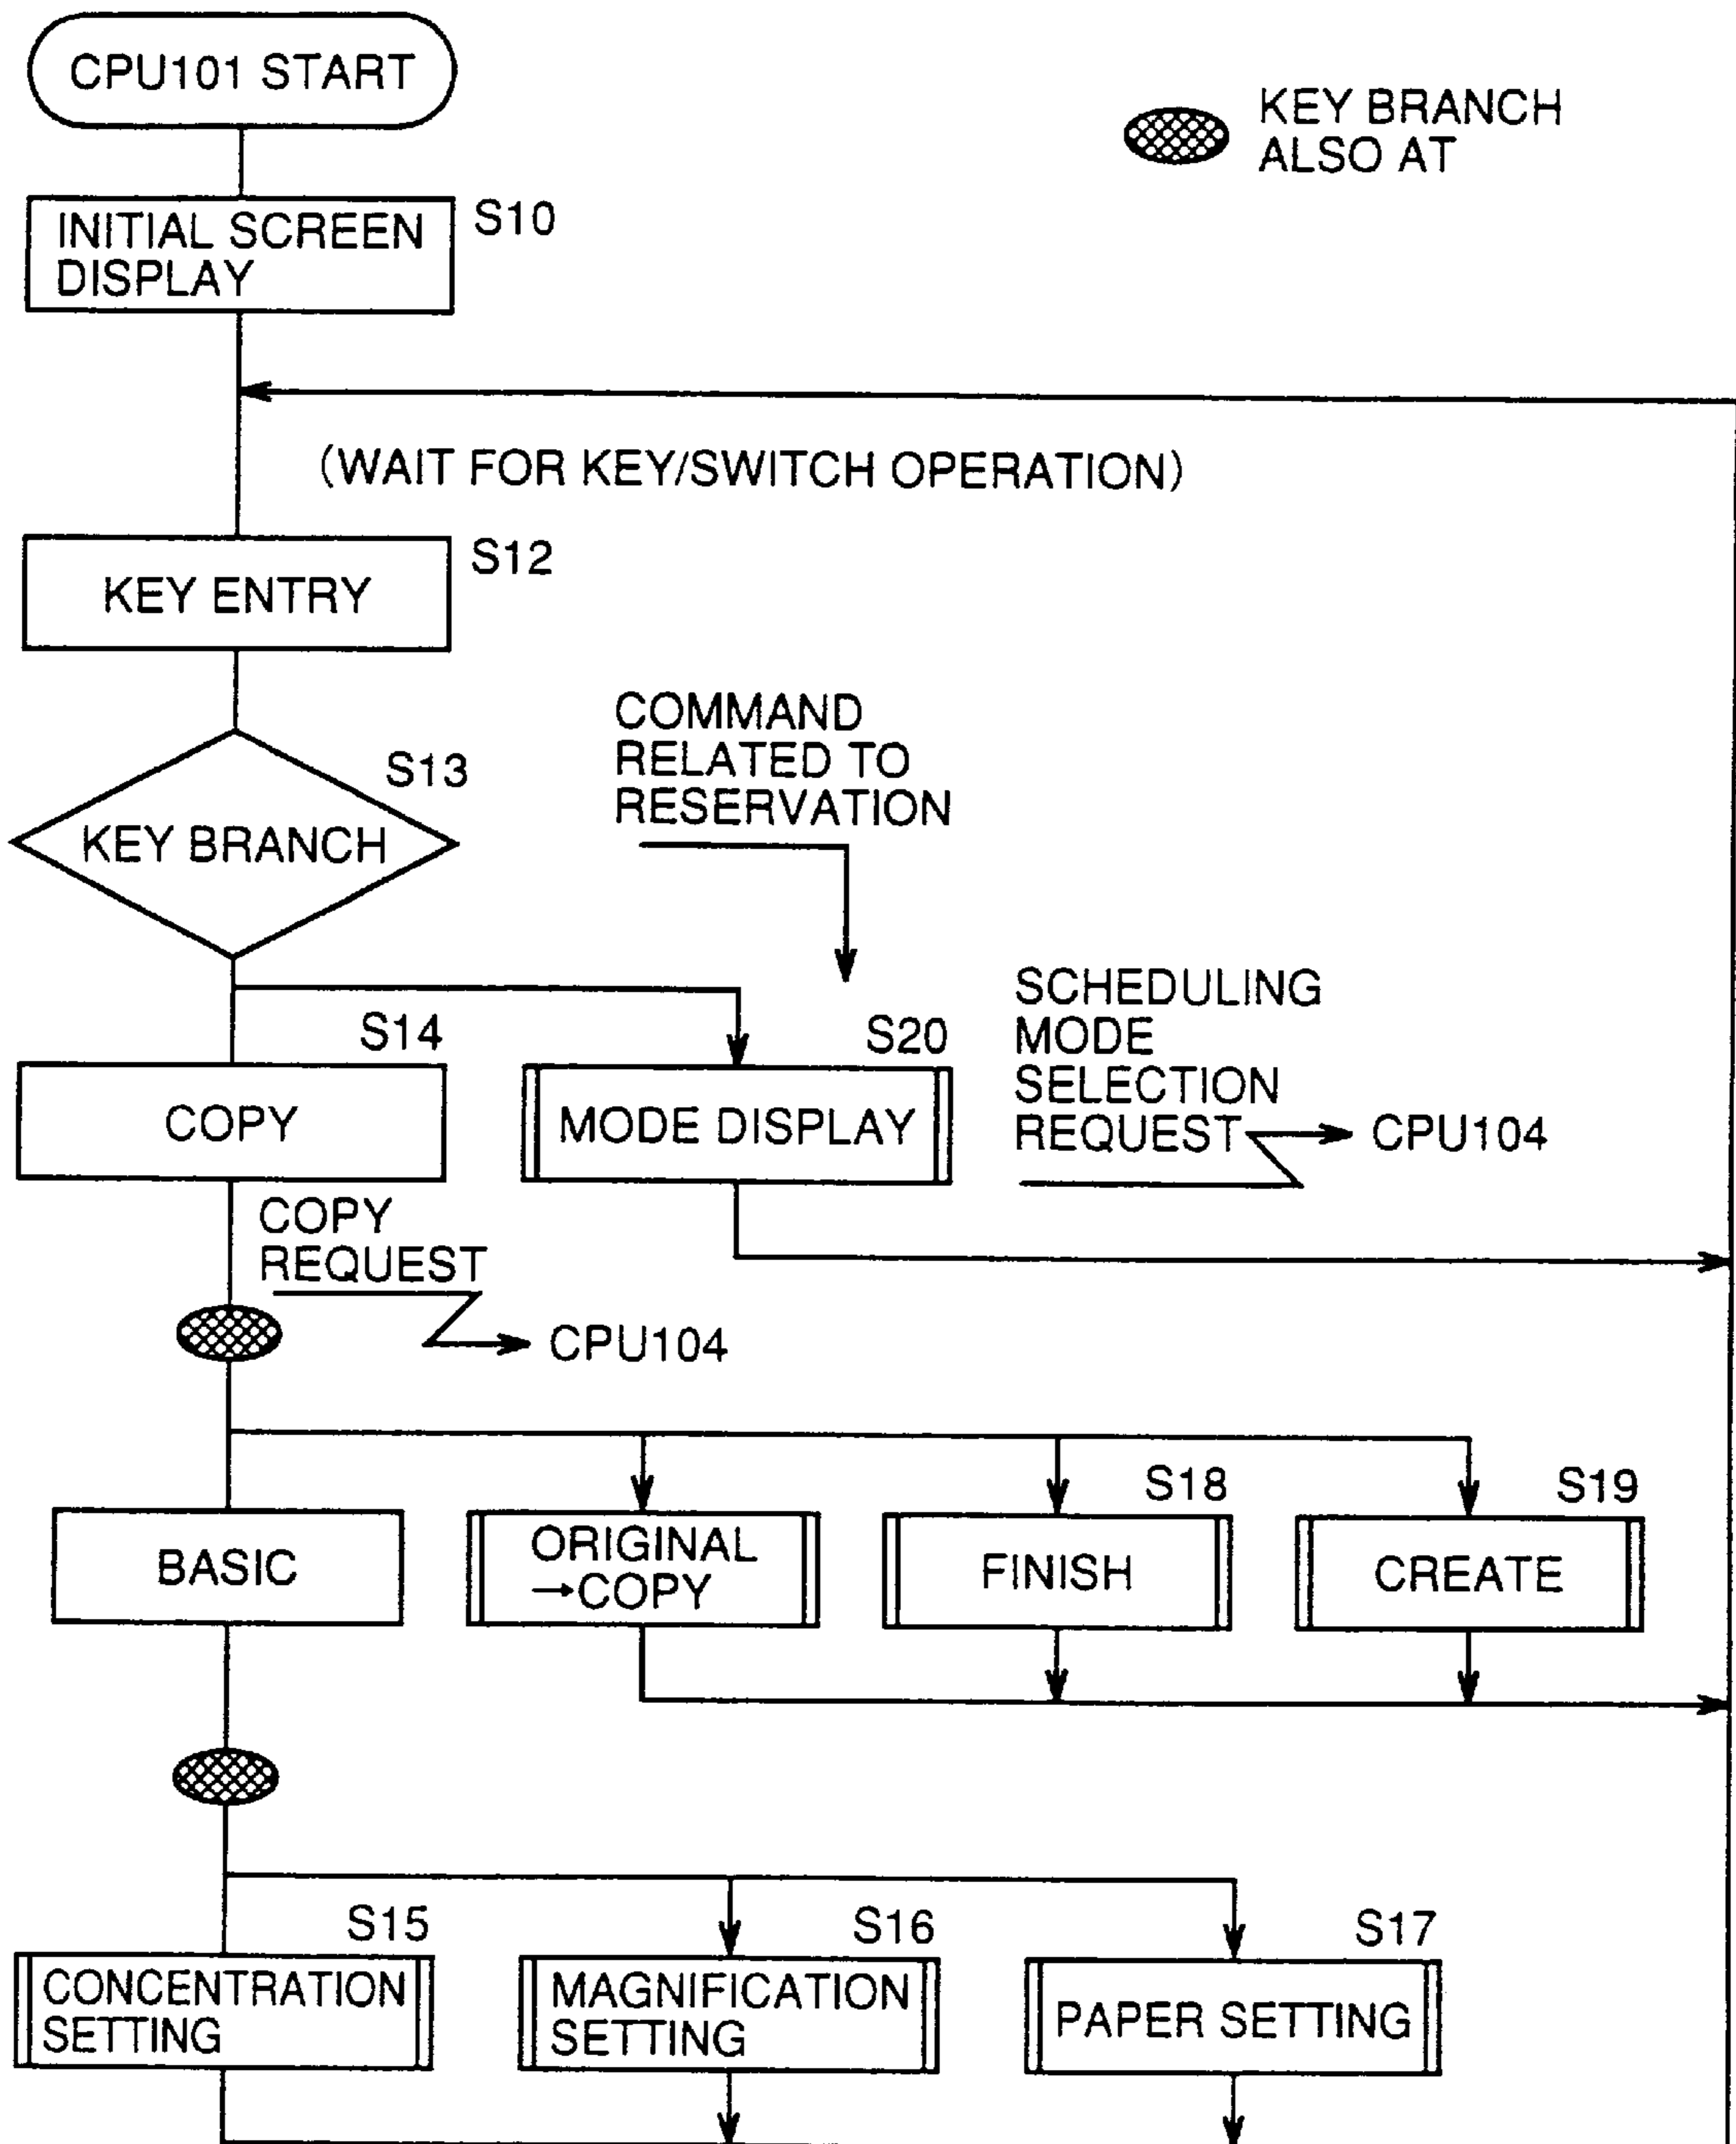 CPU101 START
KEY BRANCH
ALSO AT
INITIAL SCREEN
DISPLAY
S10
(WAIT FOR KEY/SWITCH OPERATION)
KEY ENTRY
S12
COMMAND
RELATED TO
RESERVATION
S13
KEY BRANCH
SCHEDULING
MODE
SELECTION
REQUEST
CPU104
S14
COPY
S20
MODE DISPLAY
COPY
REQUEST
CPU104
BASIC
ORIGINAL
→COPY
S18
FINISH
S19
CREATE
S15
CONCENTRATION
SETTING
S16
MAGNIFICATION
SETTING
S17
PAPER SETTING